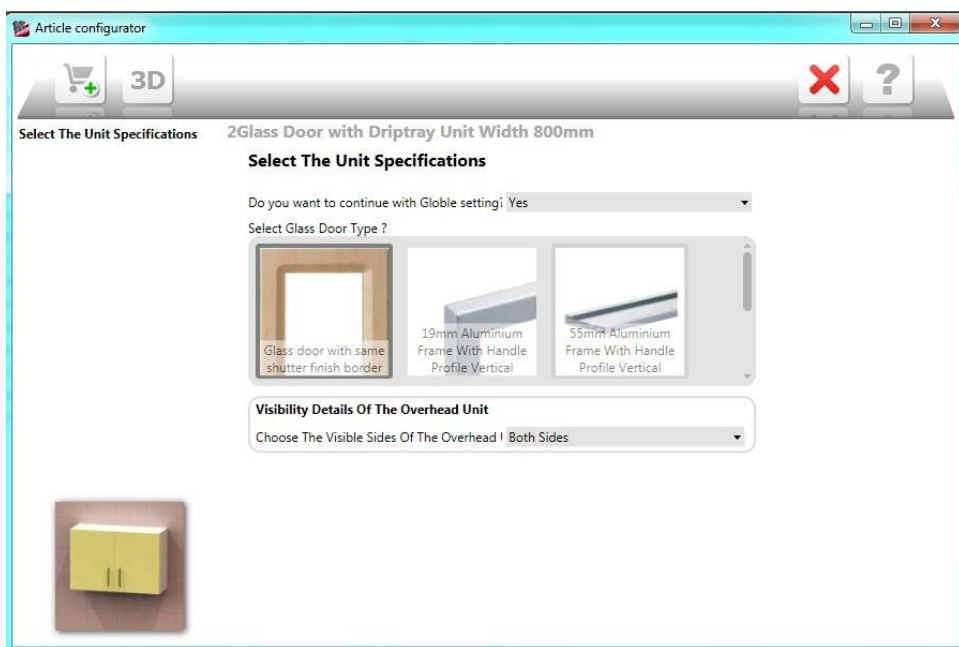 Article configurator
3D
?
Select The Unit Specifications
2Glass Door with Driptray Unit Width 800mm
Select The Unit Specifications
Do you want to continue with Globle setting? Yes
Select Glass Door Type ?
Glass door with same
shutter finish border
19mm Aluminium
Frame With Handle
Profile Vertical
55mm Aluminium
Frame With Handle
Profile Vertical
Visibility Details Of The Overhead Unit
Choose The Visible Sides Of The Overhead Both Sides